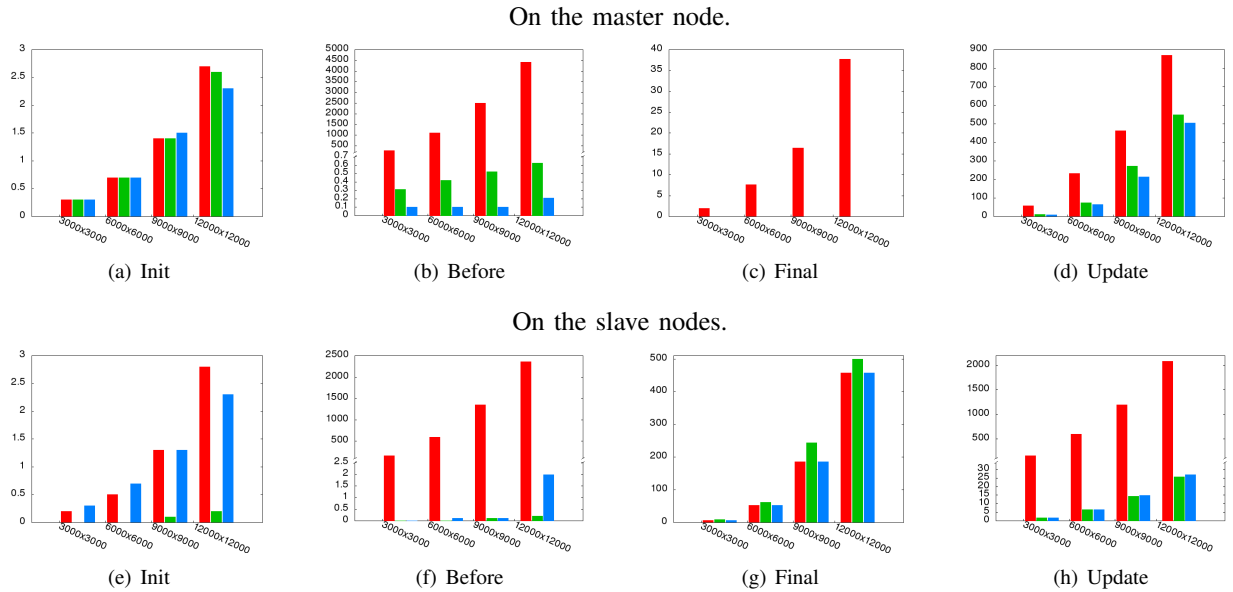 On the master node.
3
2.5
2
1.5
1
0.5
0
3000x3000
6000x6000
9000x9000
12000x12000
(a) Init
5000
4500
4000
3500
3000
2500
2000
1500
1000
500
0.7
0.6
0.5
0.4
0.3
0.2
0.1
0
3000x3000
6000x6000
9000x9000
12000x12000
(b) Before
40
35
30
25
20
15
10
5
0
3000x3000
6000x6000
9000x9000
12000x12000
(c) Final
900
800
700
600
500
400
300
200
100
0
3000x3000
6000x6000
9000x9000
12000x12000
(d) Update
On the slave nodes.
3
2.5
2
1.5
1
0.5
0
3000x3000
6000x6000
9000x9000
12000x12000
(e) Init
2500
2000
1500
1000
500
2.5
2
1.5
1
0.5
0
3000x3000
6000x6000
9000x9000
12000x12000
(f) Before
500
400
300
200
100
0
3000x3000
6000x6000
9000x9000
12000x12000
(g) Final
2000
1500
1000
500
30
25
20
15
10
5
0
3000x3000
6000x6000
9000x9000
12000x12000
(h) Update